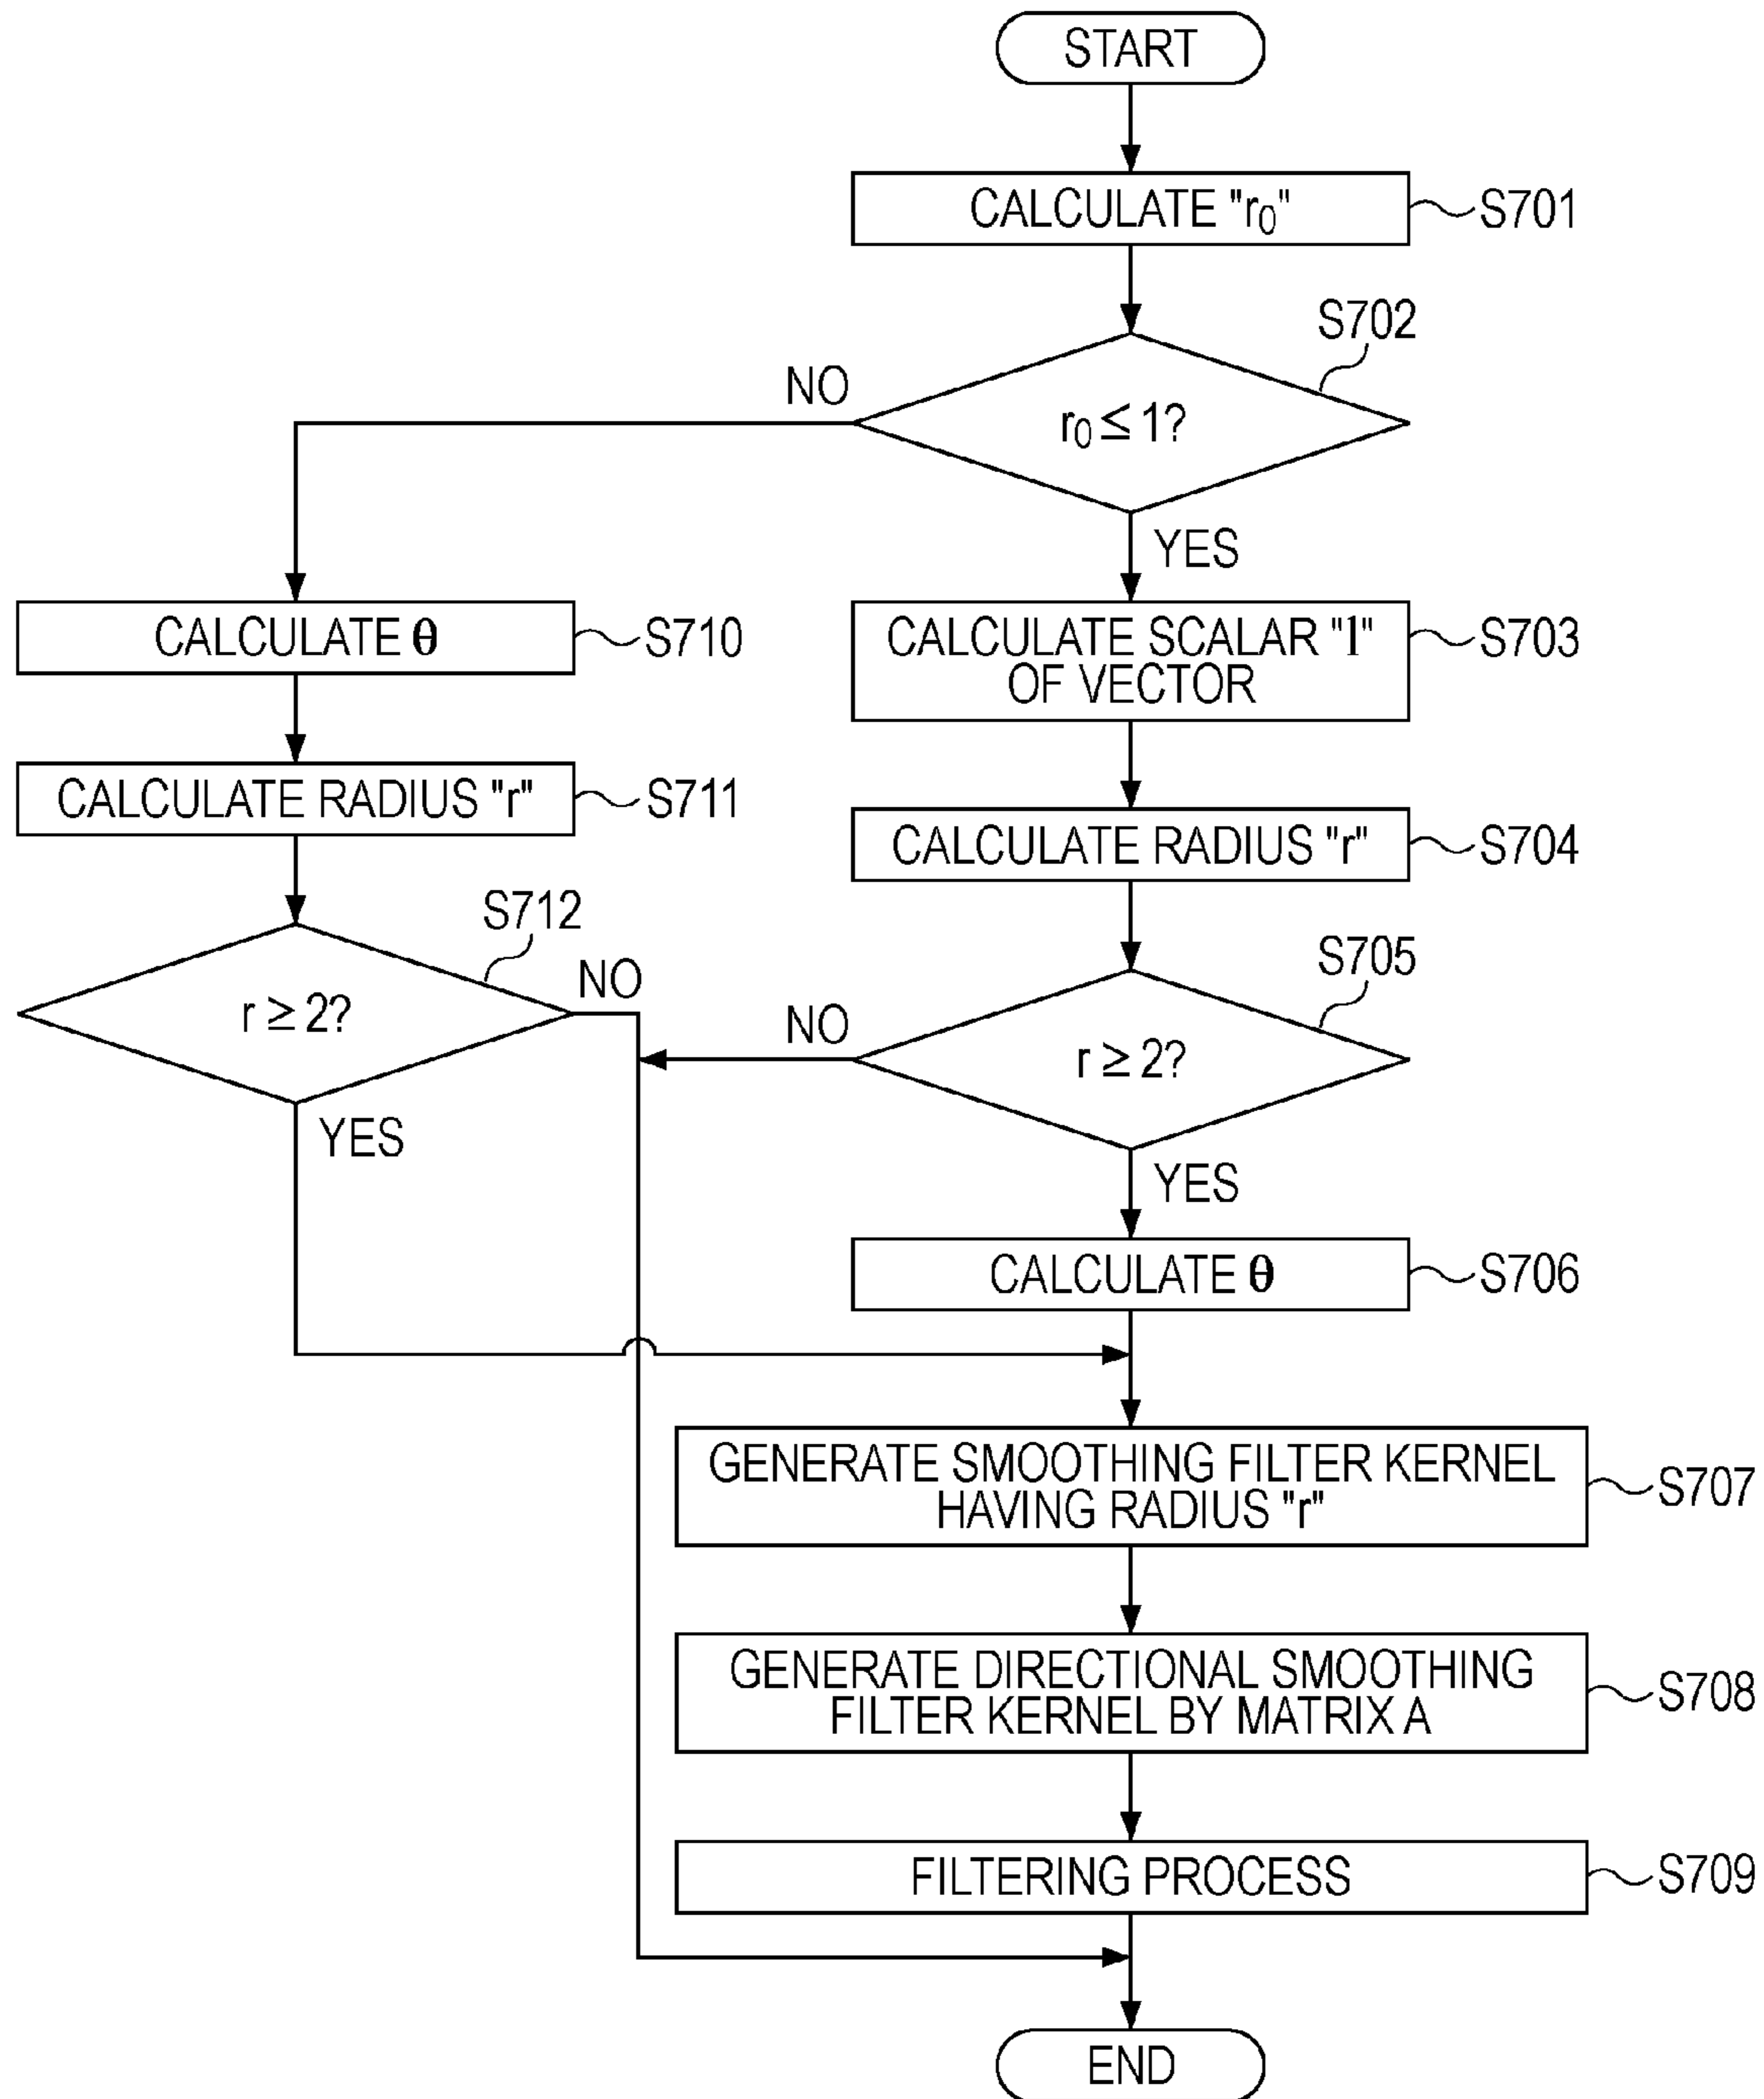 START
CALCULATE "r₀"
S701
S702
NO
r₀ ≤ 1?
YES
CALCULATE θ
S710
CALCULATE SCALAR "l"
OF VECTOR
S703
CALCULATE RADIUS "r"
S711
CALCULATE RADIUS "r"
S704
S712
NO
r ≥ 2?
YES
S705
NO
r ≥ 2?
YES
CALCULATE θ
S706
GENERATE SMOOTHING FILTER KERNEL
HAVING RADIUS "r"
S707
GENERATE DIRECTIONAL SMOOTHING
FILTER KERNEL BY MATRIX A
S708
FILTERING PROCESS
S709
END